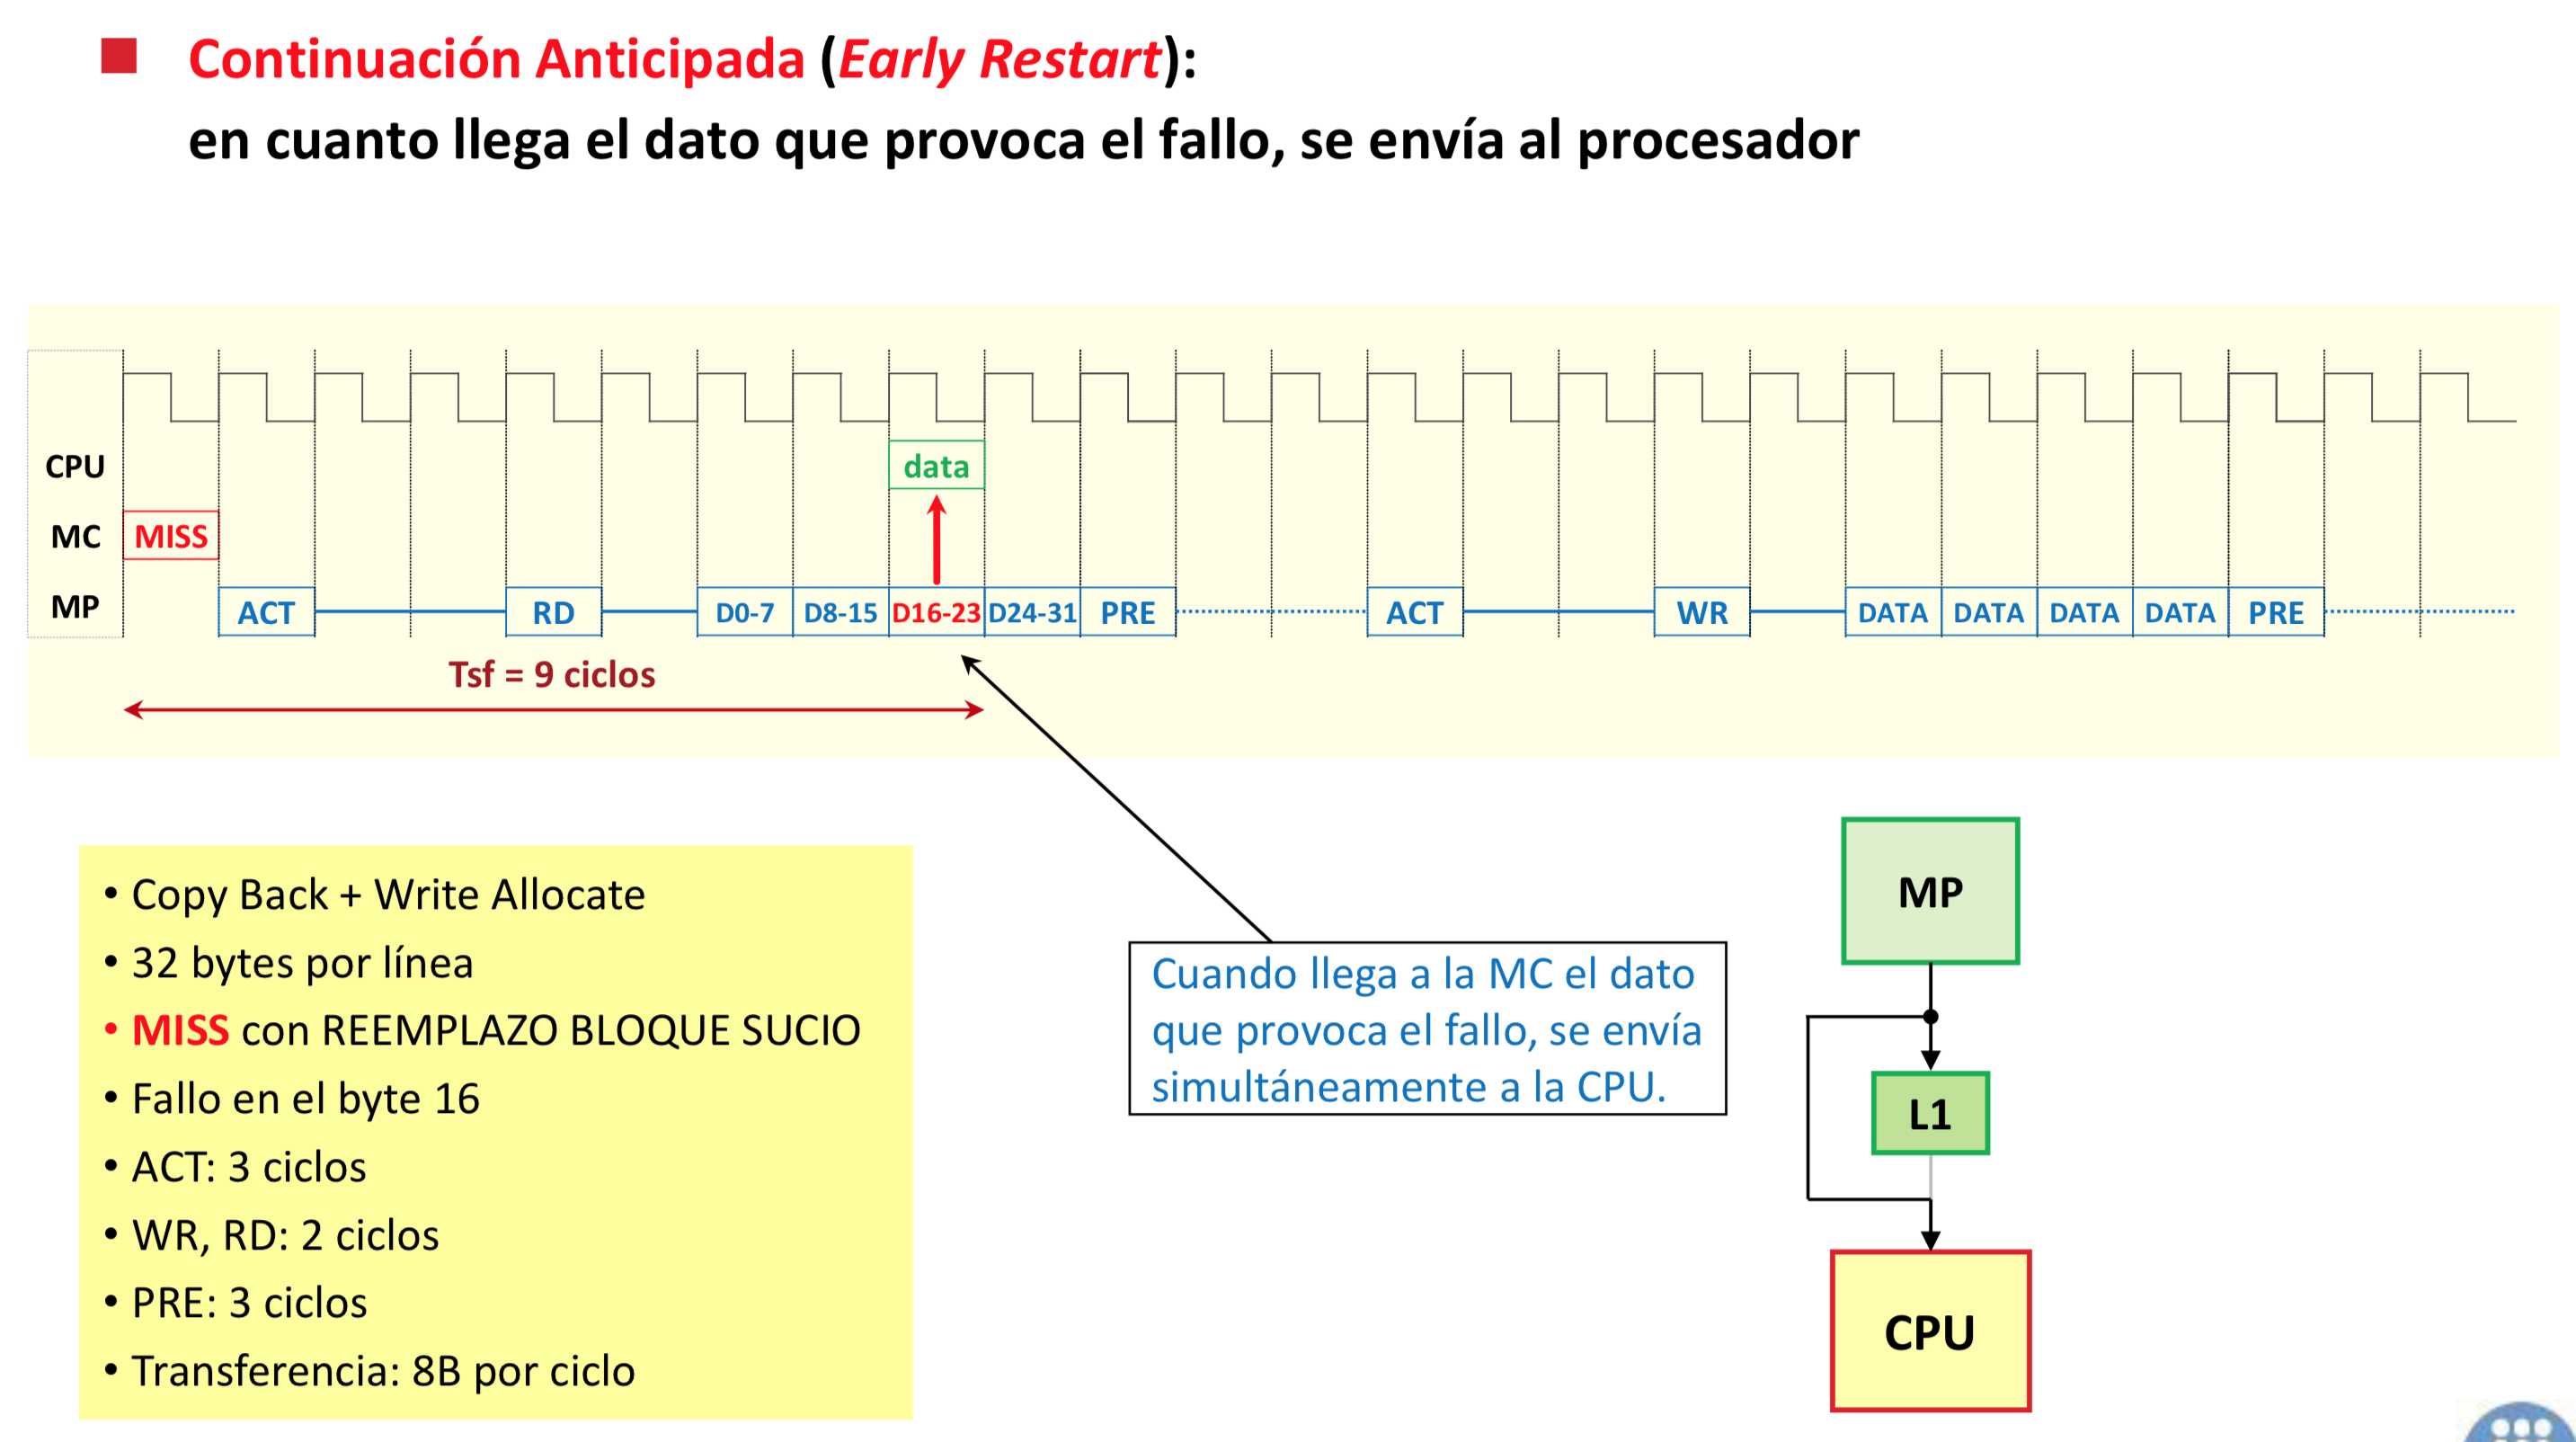 Continuación Anticipada (Early Restart):
en cuanto llega el dato que provoca el fallo, se envía al procesador
CPU
data
MC
MISS
MP
ACT
RD
D0-7
D8-15
D16-23
D24-31
PRE
ACT
WR
DATA
DATA
DATA
DATA
PRE
Tsf = 9 ciclos
• Copy Back + Write Allocate
• 32 bytes por línea
• MISS con REEMPLAZO BLOQUE SUCIO
• Fallo en el byte 16
• ACT: 3 ciclos
• WR, RD: 2 ciclos
• PRE: 3 ciclos
• Transferencia: 8B por ciclo
Cuando llega a la MC el dato
que provoca el fallo, se envía
simultáneamente a la CPU.
MP
L1
CPU